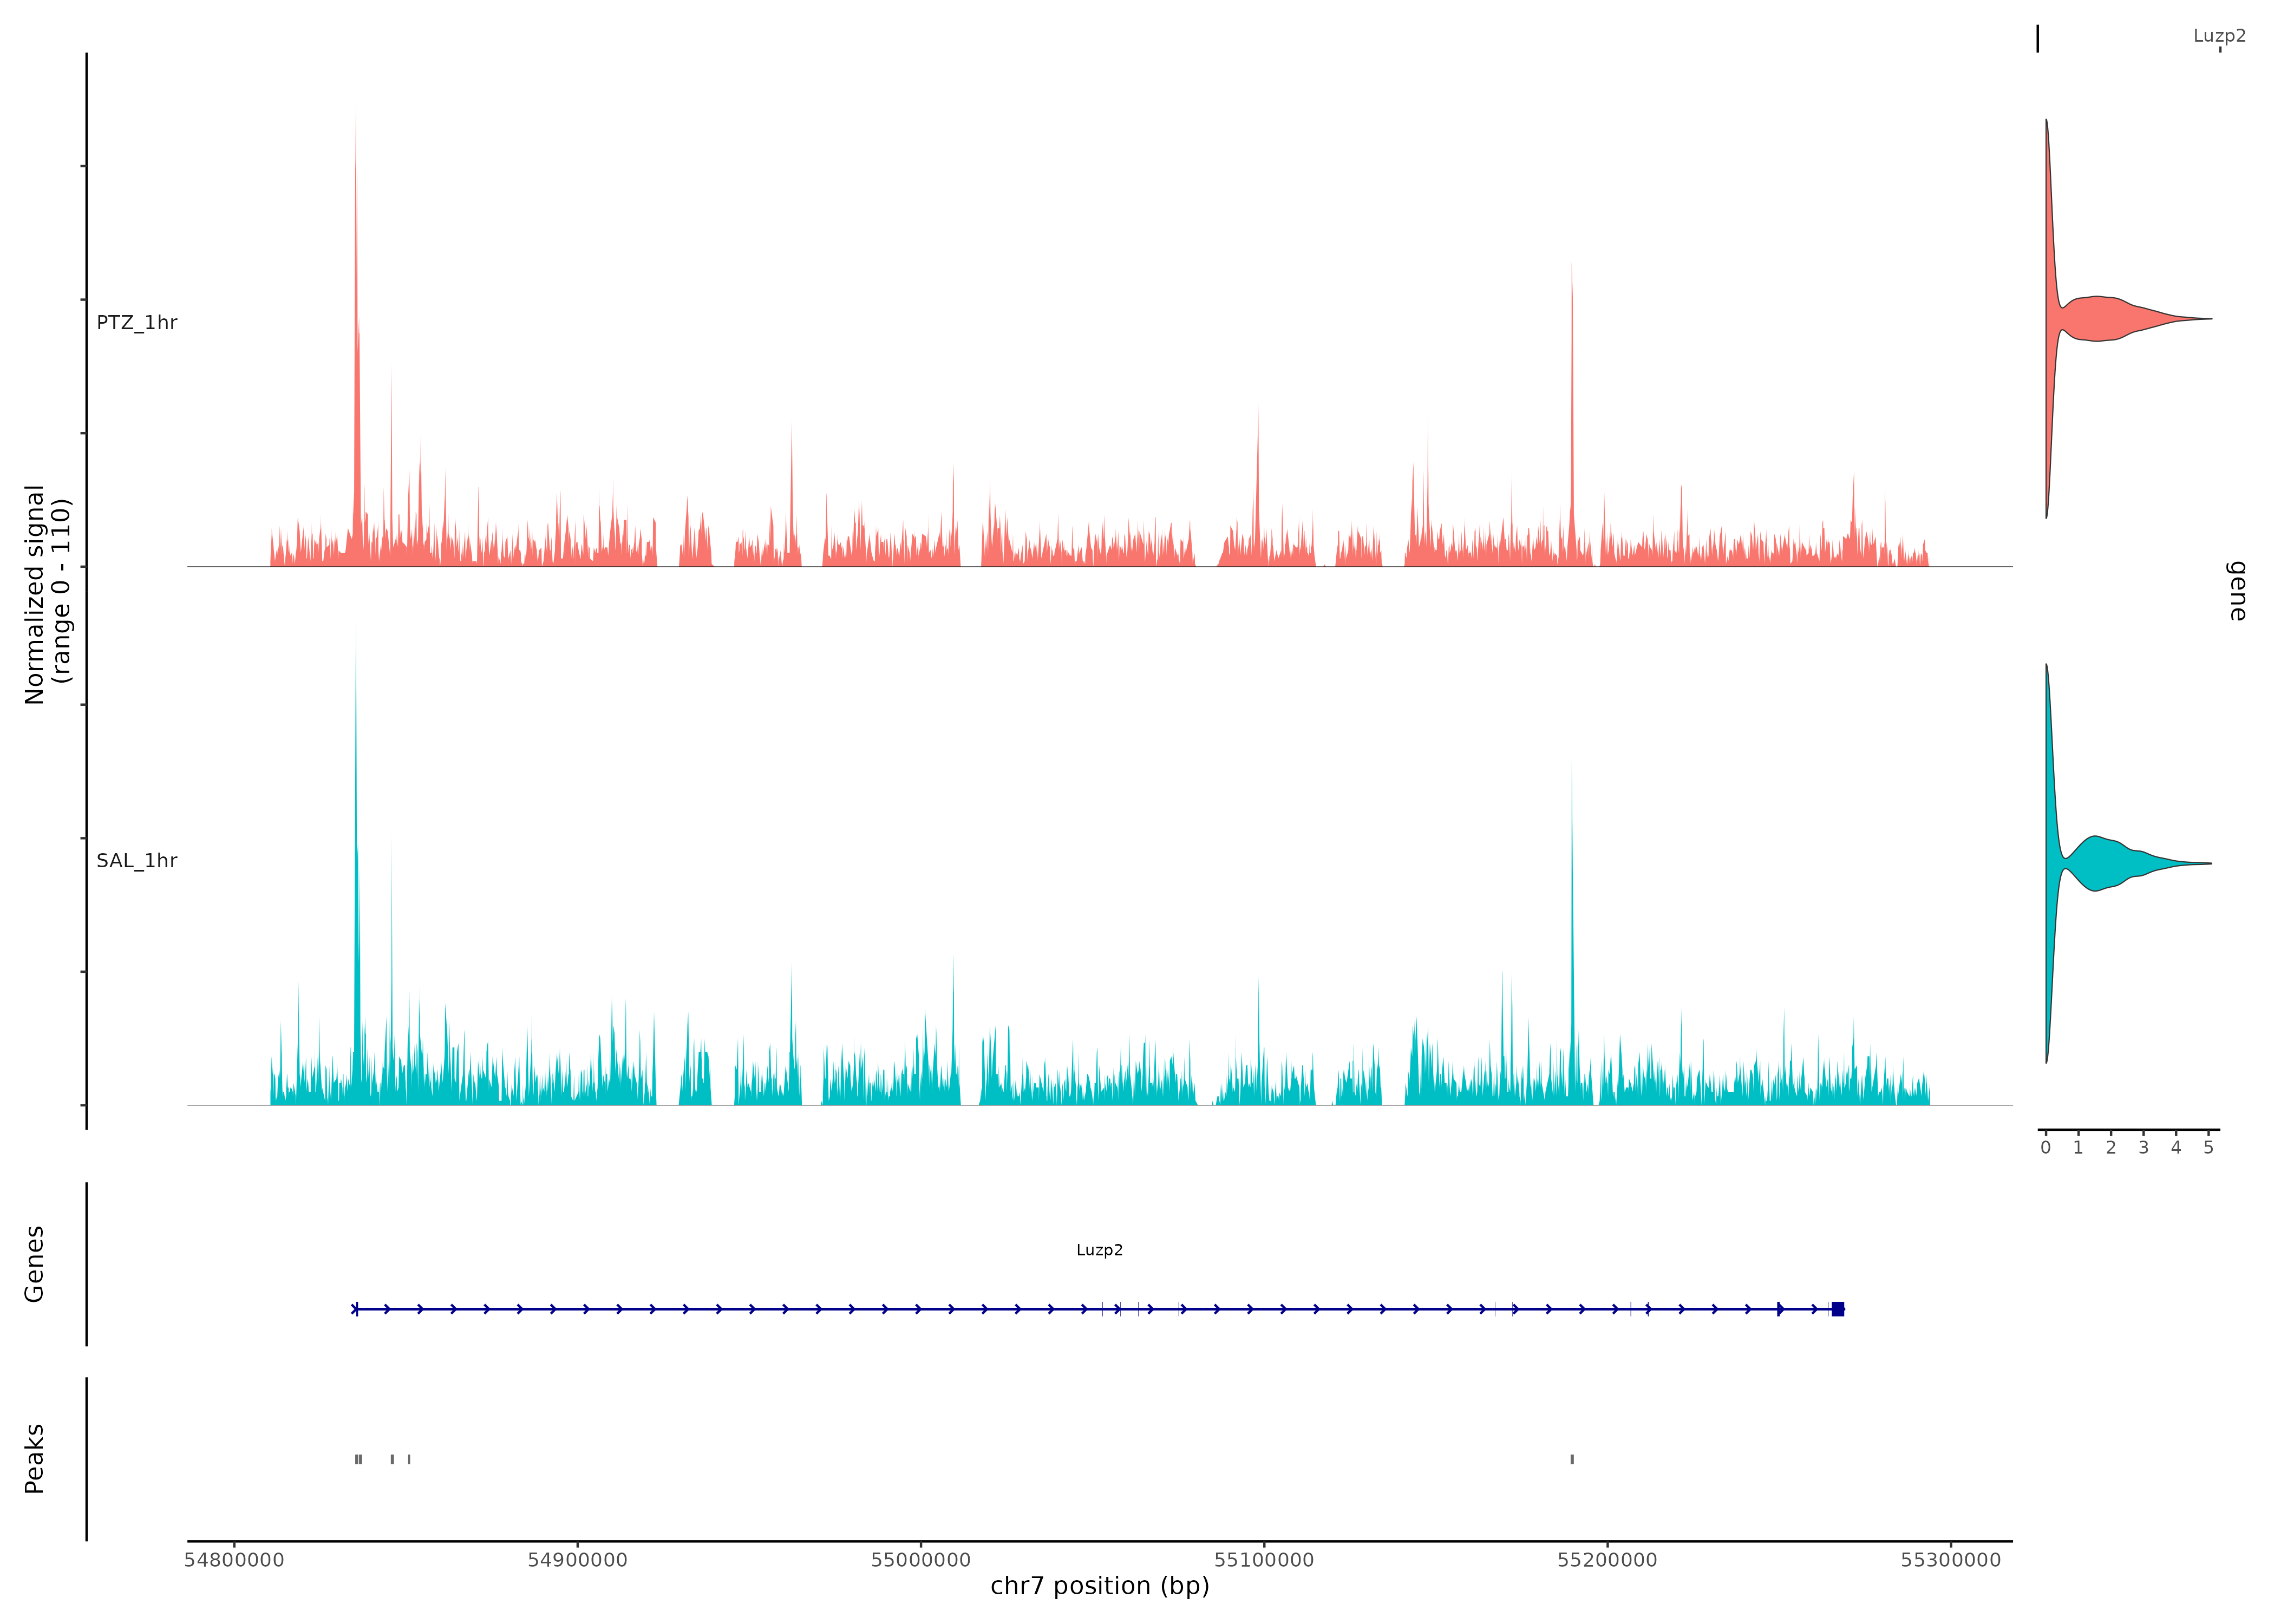 Luzp2
Normalized signal
(range 0 - 110)
PTZ_1hr
SAL_1hr
gene
0 1 2 3 4 5
Genes
Luzp2
Peaks
54800000 54900000 55000000 55100000 55200000 55300000
chr7 position (bp)